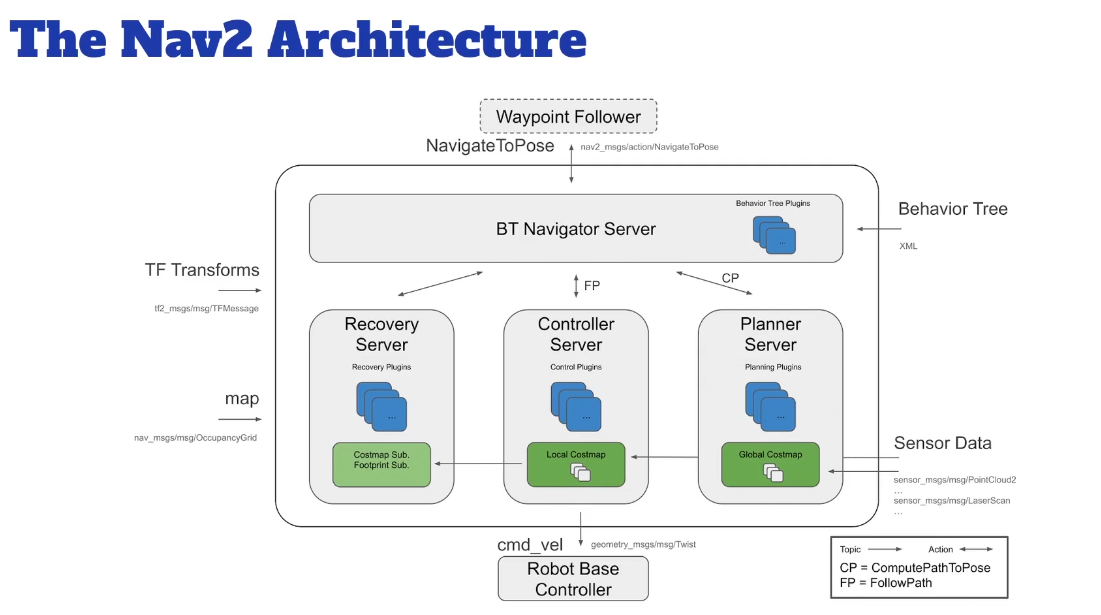 The Nav2 Architecture
Waypoint Follower
NavigateToPose
nav2_msgs/action/NavigateToPose
Behavior Tree Plugins
BT Navigator Server
...
Behavior Tree
XML
TF Transforms
tf2_msgs/msg/TFMessage
FP
CP
Recovery
Server
Recovery Plugins
...
Costmap Sub.
Footprint Sub.
Controller
Server
Control Plugins
...
Local Costmap
Planner
Server
Planning Plugins
...
Global Costmap
map
nav_msgs/msg/OccupancyGrid
Sensor Data
sensor_msgs/msg/PointCloud2
...
sensor_msgs/msg/LaserScan
...
cmd_vel
geometry_msgs/msg/Twist
Robot Base
Controller
Topic
Action
CP = ComputePathToPose
FP = FollowPath